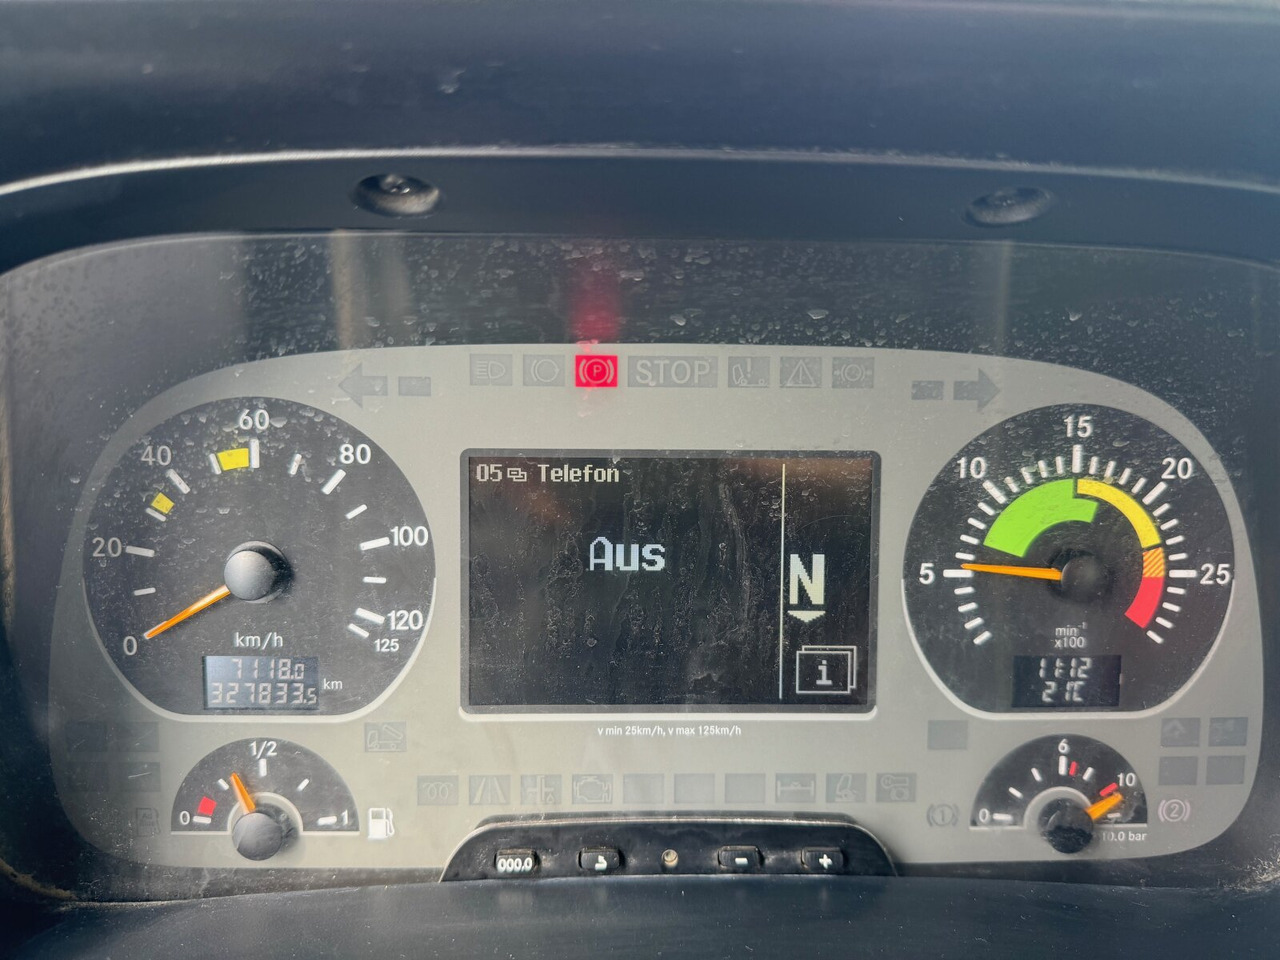 STOP
P
0
20
40
60
80
100
120
125
km/h
7118.0
327833.5 km
05 Telefon
Aus
N
i
v min 25km/h, v max 125km/h
5
10
15
20
25
min⁻¹
x100
11:12
21°C
0
1/2
1
0
6
10
10.0 bar
1
2
000.0
-
+